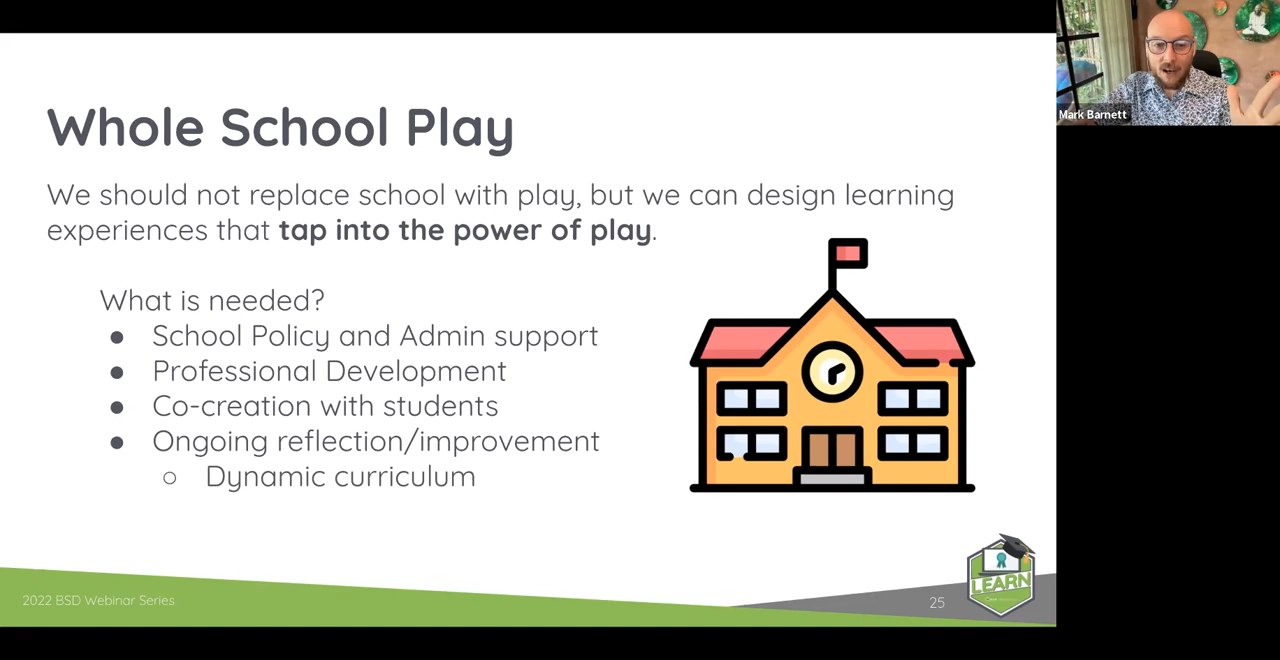 Whole School Play
We should not replace school with play, but we can design learning
experiences that tap into the power of play.
What is needed?
● School Policy and Admin support
● Professional Development
● Co-creation with students
● Ongoing reflection/improvement
○ Dynamic curriculum
2022 BSD Webinar Series
25
LEARN
Mark Barnett